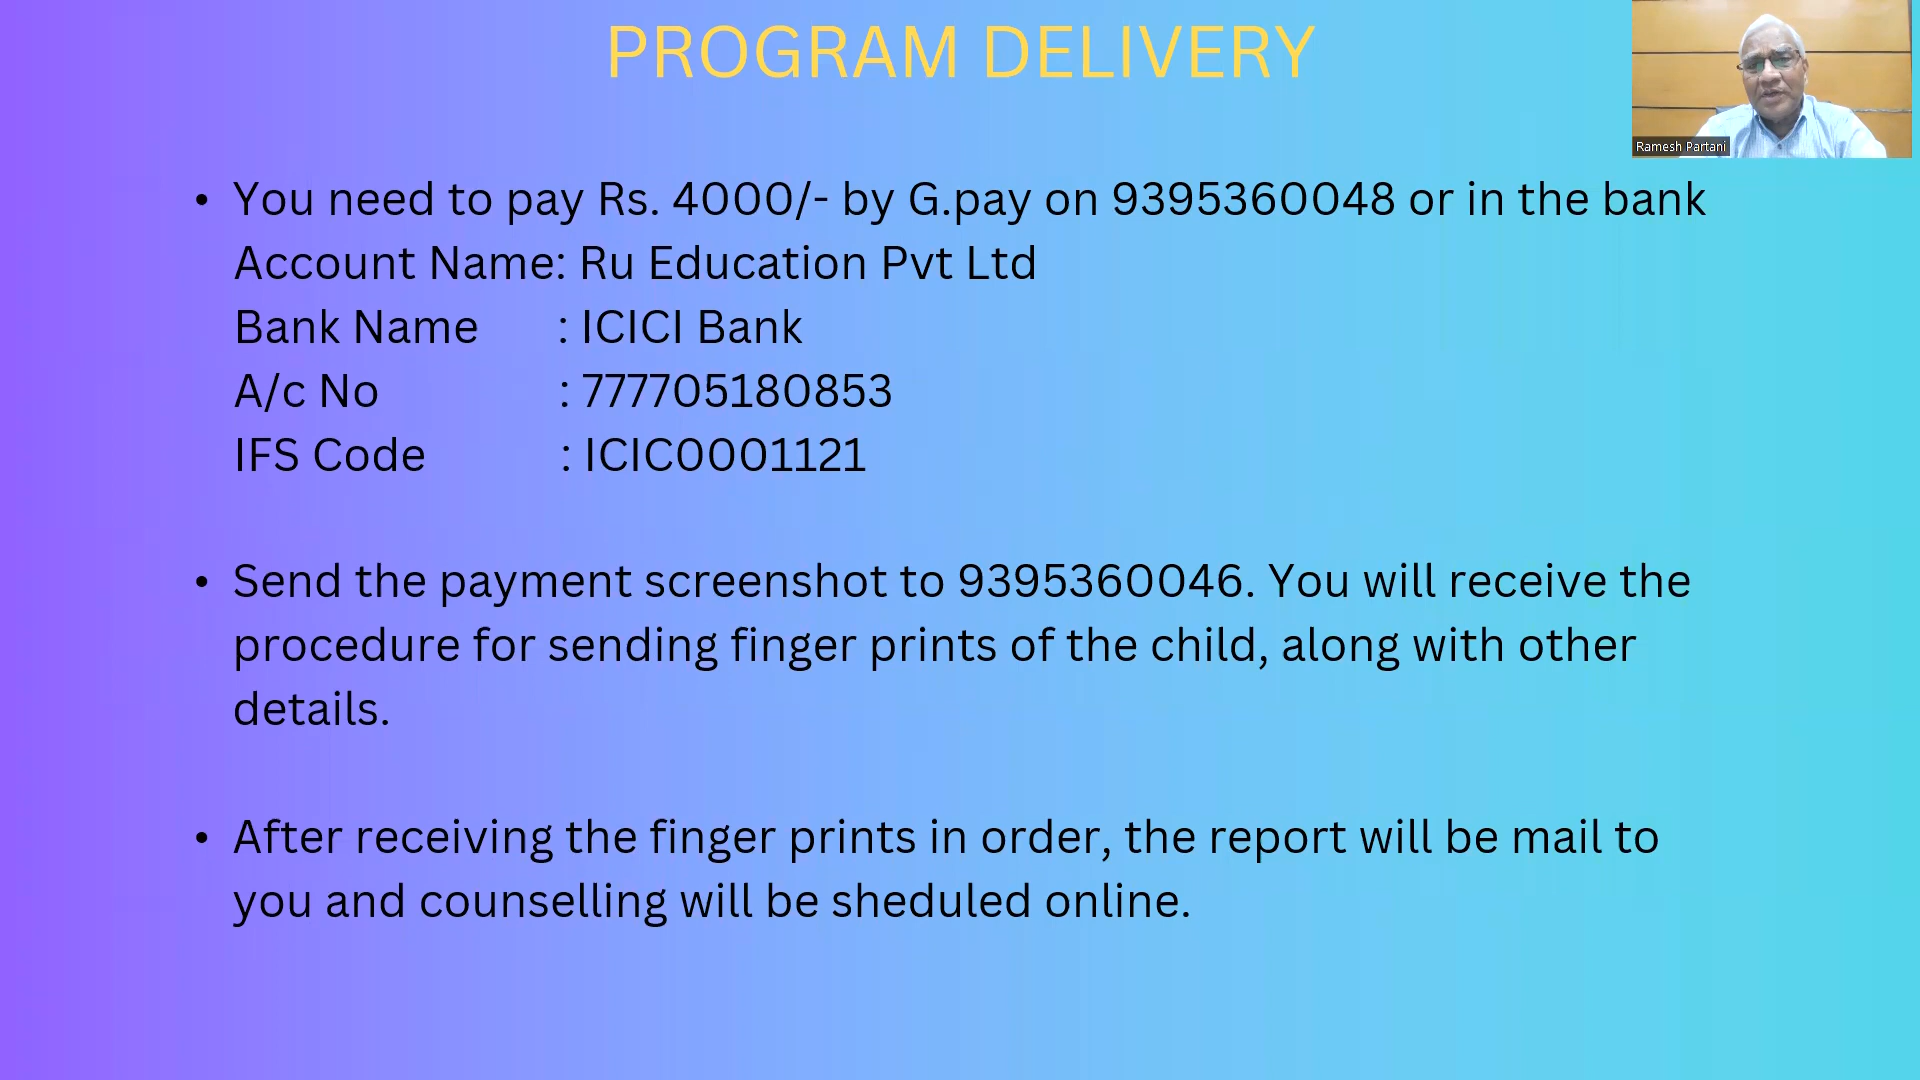 PROGRAM DELIVERY
Ramesh Partani
• You need to pay Rs. 4000/- by G.pay on 9395360048 or in the bank
Account Name: Ru Education Pvt Ltd
Bank Name : ICICI Bank
A/c No : 777705180853
IFS Code : ICIC0001121
• Send the payment screenshot to 9395360046. You will receive the
procedure for sending finger prints of the child, along with other
details.
• After receiving the finger prints in order, the report will be mail to
you and counselling will be sheduled online.